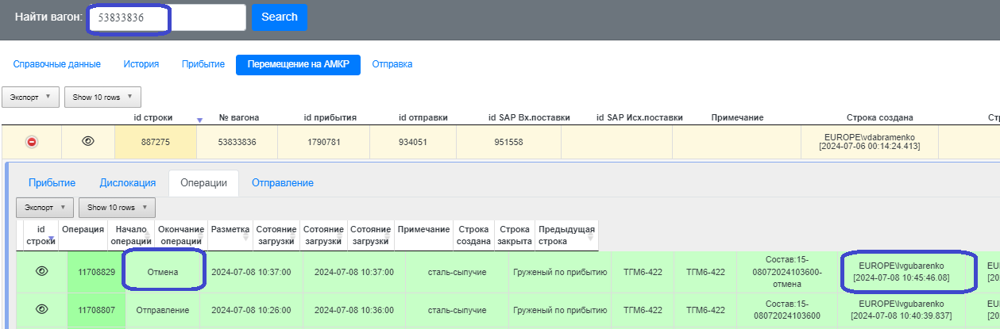 Найти вагон: 53833836 Search
Справочные данные История Прибытие Перемещение на АМКР Отправка
Экспорт Show 10 rows
id строки № вагона id прибытия id отправки id SAP Вх.поставки id SAP Исх.поставки Примечание Строка создана Ст
887275 53833836 1790781 934051 951558 EUROPE\vdabramenko
[2024-07-06 00:14:24.413]
Прибытие Дислокация Операции Отправление
Экспорт Show 10 rows
id Операция Начало Окончание Разметка Сотояние Сотояние Сотояние Примечание Строка Строка Предыдущая
строки операции операции загрузки загрузки загрузки создана закрыта строка
11708829 Отмена 2024-07-08 10:37:00 2024-07-08 10:37:00 сталь-сыпучие Груженый по прибытию ТГМ6-422 ТГМ6-422 Состав:15-
08072024103600-
отмена
EUROPE\lvgubarenko
[2024-07-08 10:45:46.08]
EU
[20
11708807 Отправление 2024-07-08 10:26:00 2024-07-08 10:36:00 сталь-сыпучие Груженый по прибытию ТГМ6-422 ТГМ6-422 Состав:15-
08072024103600
EUROPE\lvgubarenko
[2024-07-08 10:40:39.837]
EU
[20